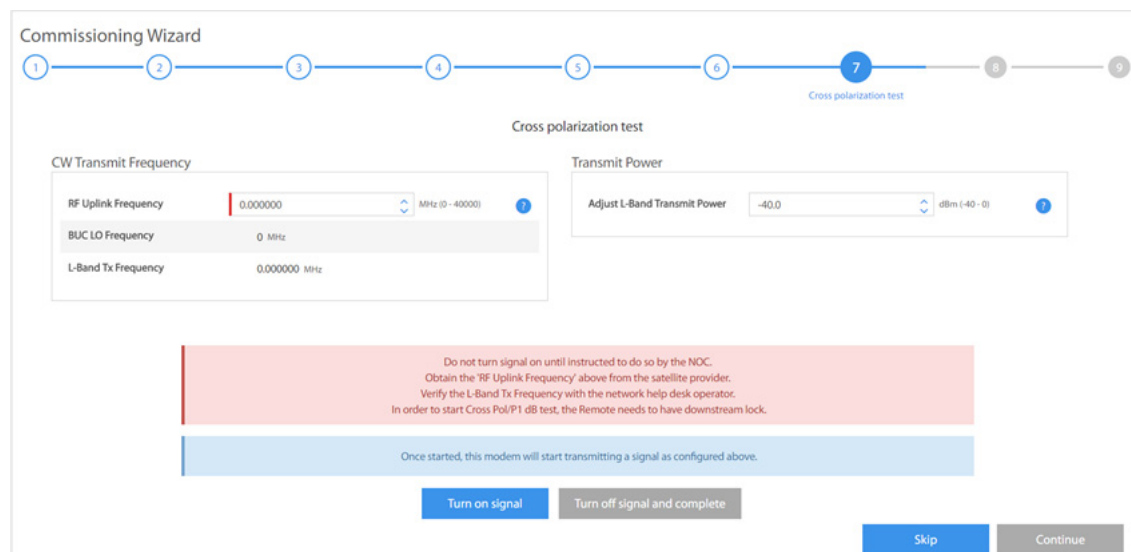 Commissioning Wizard
1 2 3 4 5 6 7 8 9
Cross polarization test
Cross polarization test
CW Transmit Frequency
RF Uplink Frequency 0.000000 MHz (0 - 40000) ?
BUC LO Frequency 0 MHz
L-Band Tx Frequency 0.000000 MHz
Transmit Power
Adjust L-Band Transmit Power -40.0 dBm (-40 - 0) ?
Do not turn signal on until instructed to do so by the NOC.
Obtain the 'RF Uplink Frequency' above from the satellite provider.
Verify the L-Band Tx Frequency with the network help desk operator.
In order to start Cross Pol/P1 dB test, the Remote needs to have downstream lock.
Once started, this modem will start transmitting a signal as configured above.
Turn on signal Turn off signal and complete
Skip Continue